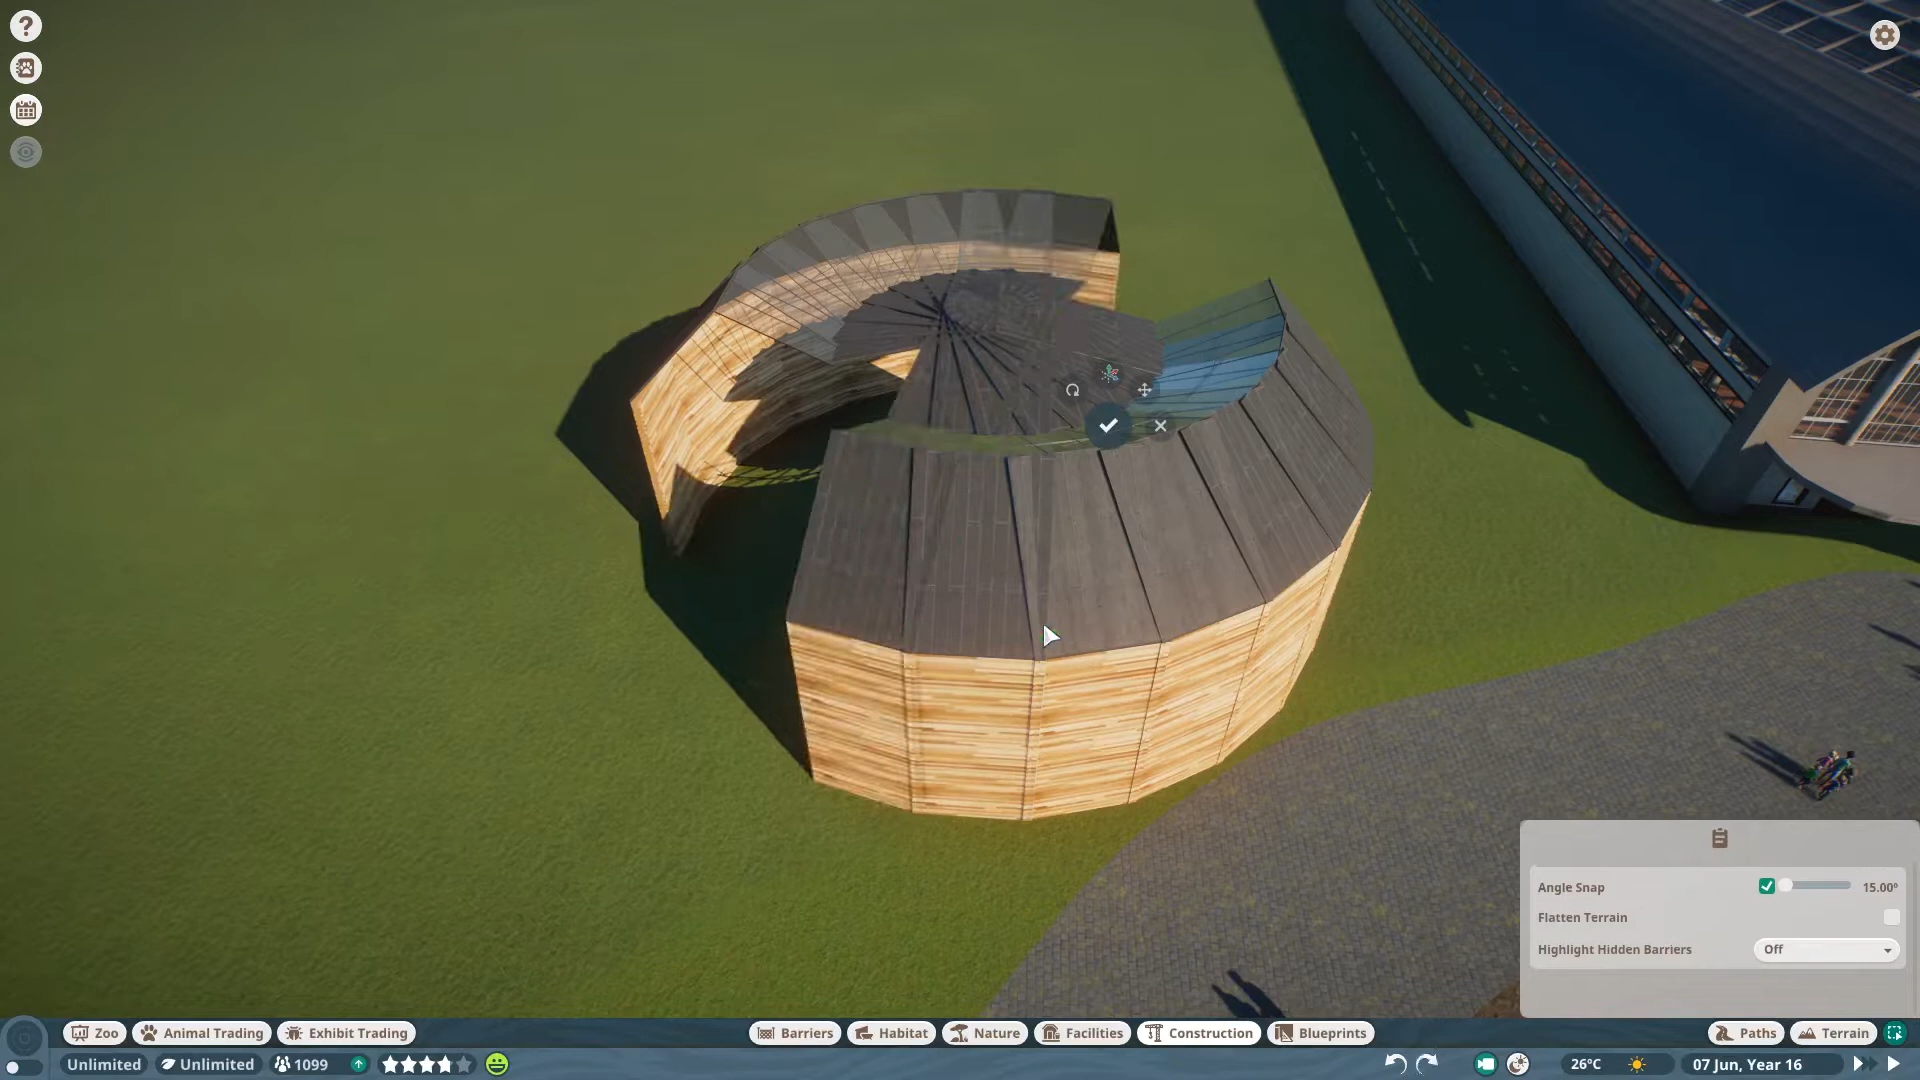 ?
Angle Snap 15.00°
Flatten Terrain
Highlight Hidden Barriers Off
Zoo Animal Trading Exhibit Trading Barriers Habitat Nature Facilities Construction Blueprints Paths Terrain
Unlimited Unlimited 1099 26°C 07 Jun, Year 16